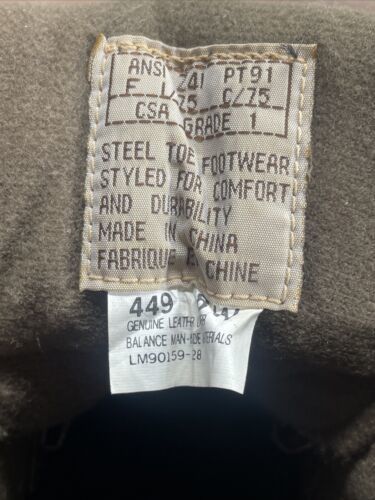 ANSI Z41 PT91
F I/75 C/75
CSA GRADE 1
STEEL TOE FOOTWEAR
STYLED FOR COMFORT
AND DURABILITY
MADE IN CHINA
FABRIQUE E CHINE
449
GENUINE LEATHER
BALANCE MAN-MADE MATERIALS
LM90159-28